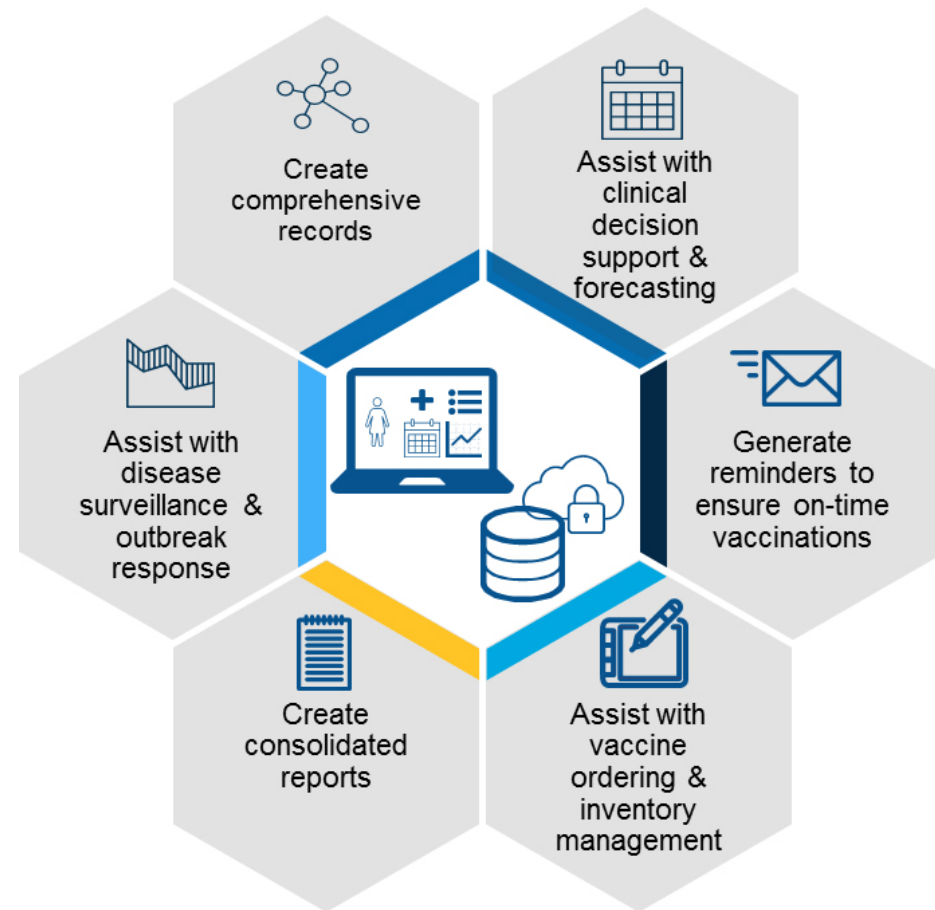 Create
comprehensive
records
Assist with
clinical
decision
support &
forecasting
Assist with
disease
surveillance &
outbreak
response
Generate
reminders to
ensure on-time
vaccinations
Create
consolidated
reports
Assist with
vaccine
ordering &
inventory
management